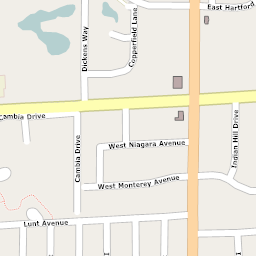 East Hartford
Copperfield Lane
Dickens Way
Cambia Drive
Cambia Drive
West Niagara Avenue
Indian Hill Drive
West Monterey Avenue
Lunt Avenue